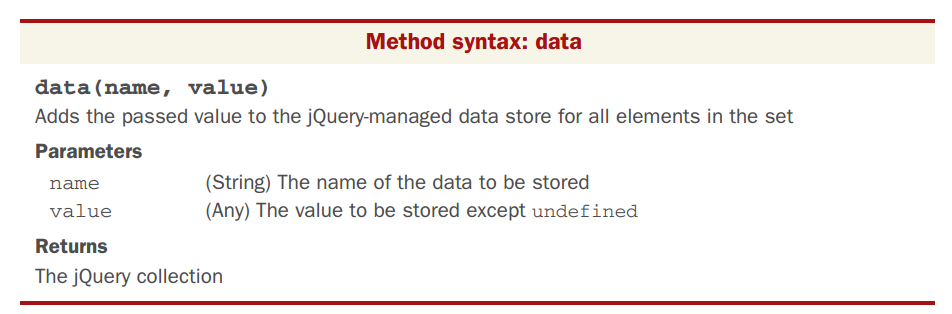 Method syntax: data
data(name, value)
Adds the passed value to the jQuery-managed data store for all elements in the set
Parameters
name (String) The name of the data to be stored
value (Any) The value to be stored except undefined
Returns
The jQuery collection